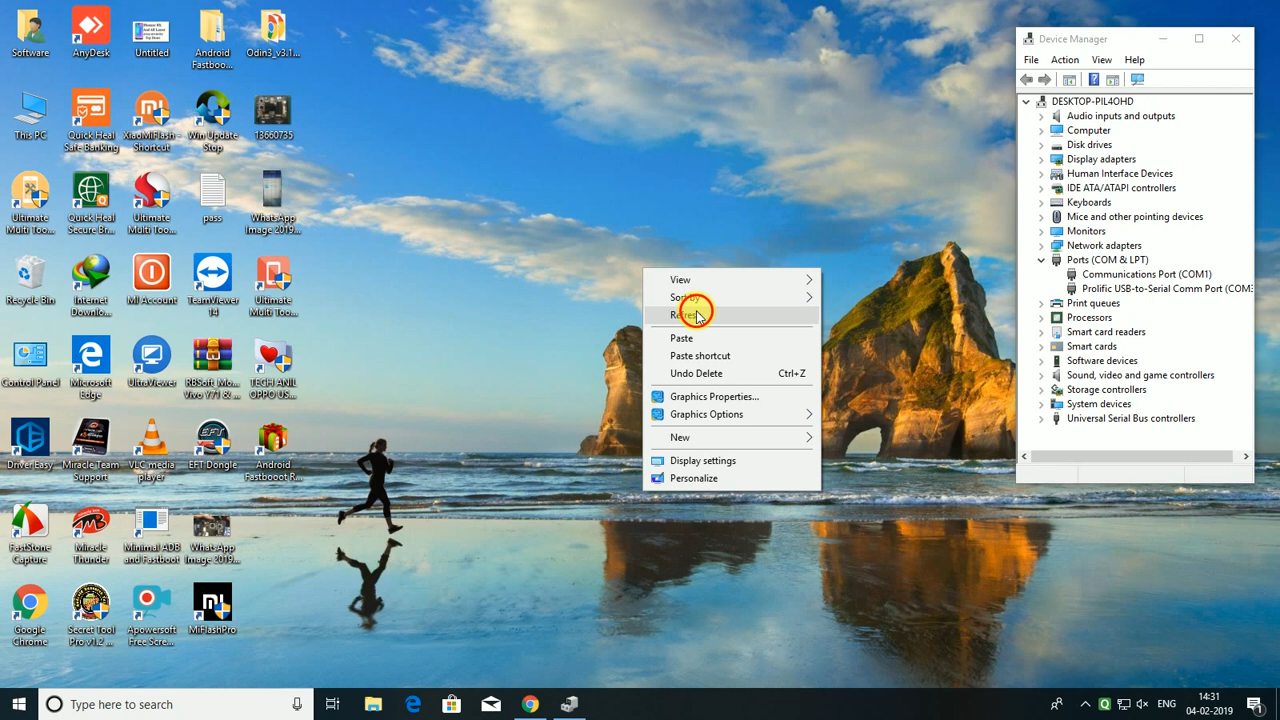 Software
AnyDesk
Untitled
Android
Fastboo...
Odin3_v3.1...
This PC
Quick Heal
Safe Banking
XiaoMiFlash -
Shortcut
Win Update
Stop
13660735
Ultimate
Multi Too...
Quick Heal
Secure Br...
Ultimate
Multi Too...
pass
WhatsApp
Image 2019...
Recycle Bin
Internet
Downlo...
MI Account
TeamViewer
14
Ultimate
Multi Too...
Control Panel
Microsoft
Edge
UltraViewer
RBSoft_Mo...
Vivo Y71 &...
TECH ANIL
OPPO US...
DriverEasy
Miracle Team
Support
VLC media
player
EFT Dongle
Android
Fastbooot R...
FastStone
Capture
Miracle
Thunder
Minimal ADB
and Fastboot
WhatsApp
Image 2019...
Google
Chrome
Secret Tool
Pro v1.2 ...
Apowersoft
Free Scre...
MiFlashPro
View
Sort by
Refresh
Paste
Paste shortcut
Undo Delete Ctrl+Z
Graphics Properties...
Graphics Options
New
Display settings
Personalize
Device Manager
File Action View Help
DESKTOP-PIL4OHD
Audio inputs and outputs
Computer
Disk drives
Display adapters
Human Interface Devices
IDE ATA/ATAPI controllers
Keyboards
Mice and other pointing devices
Monitors
Network adapters
Ports (COM & LPT)
Communications Port (COM1)
Prolific USB-to-Serial Comm Port (COM3
Print queues
Processors
Smart card readers
Smart cards
Software devices
Sound, video and game controllers
Storage controllers
System devices
Universal Serial Bus controllers
Type here to search
ENG
14:31
04-02-2019